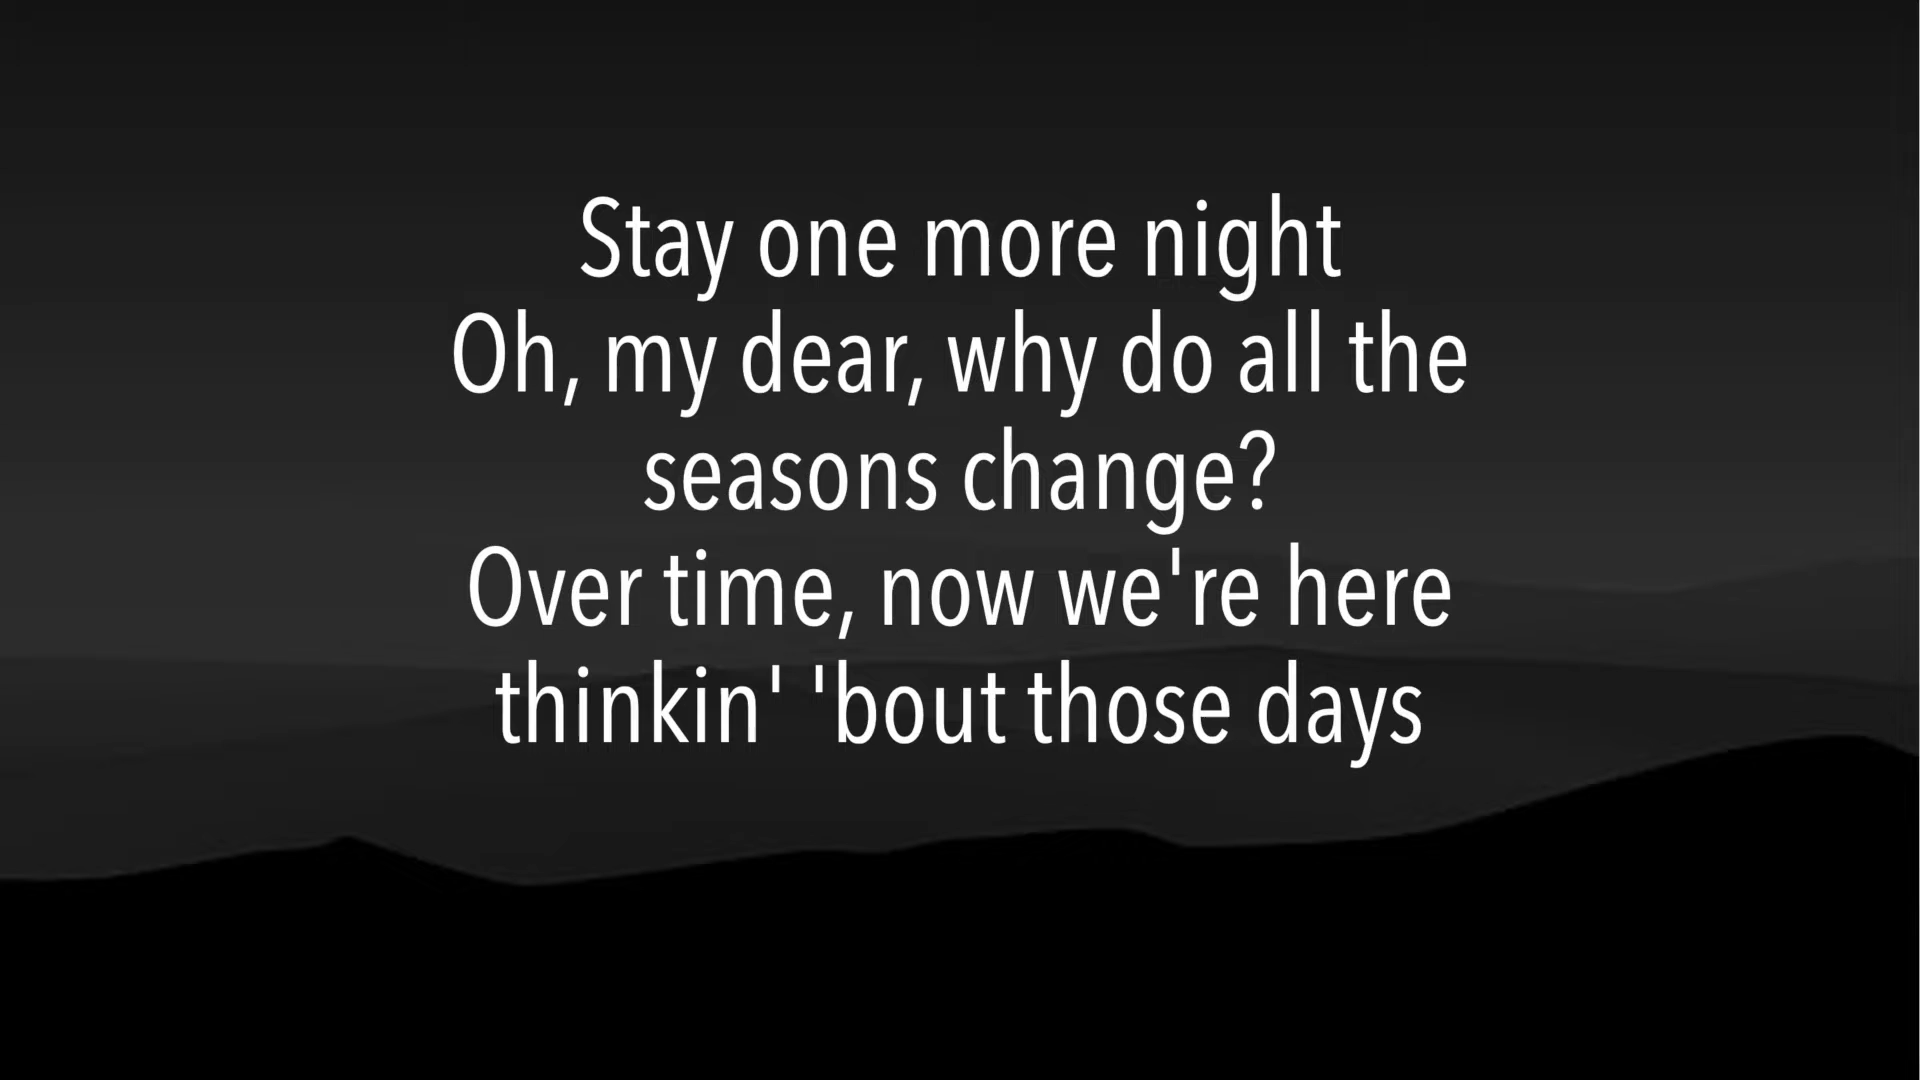 Stay one more night
Oh, my dear, why do all the
seasons change?
Over time, now we're here
thinkin' 'bout those days